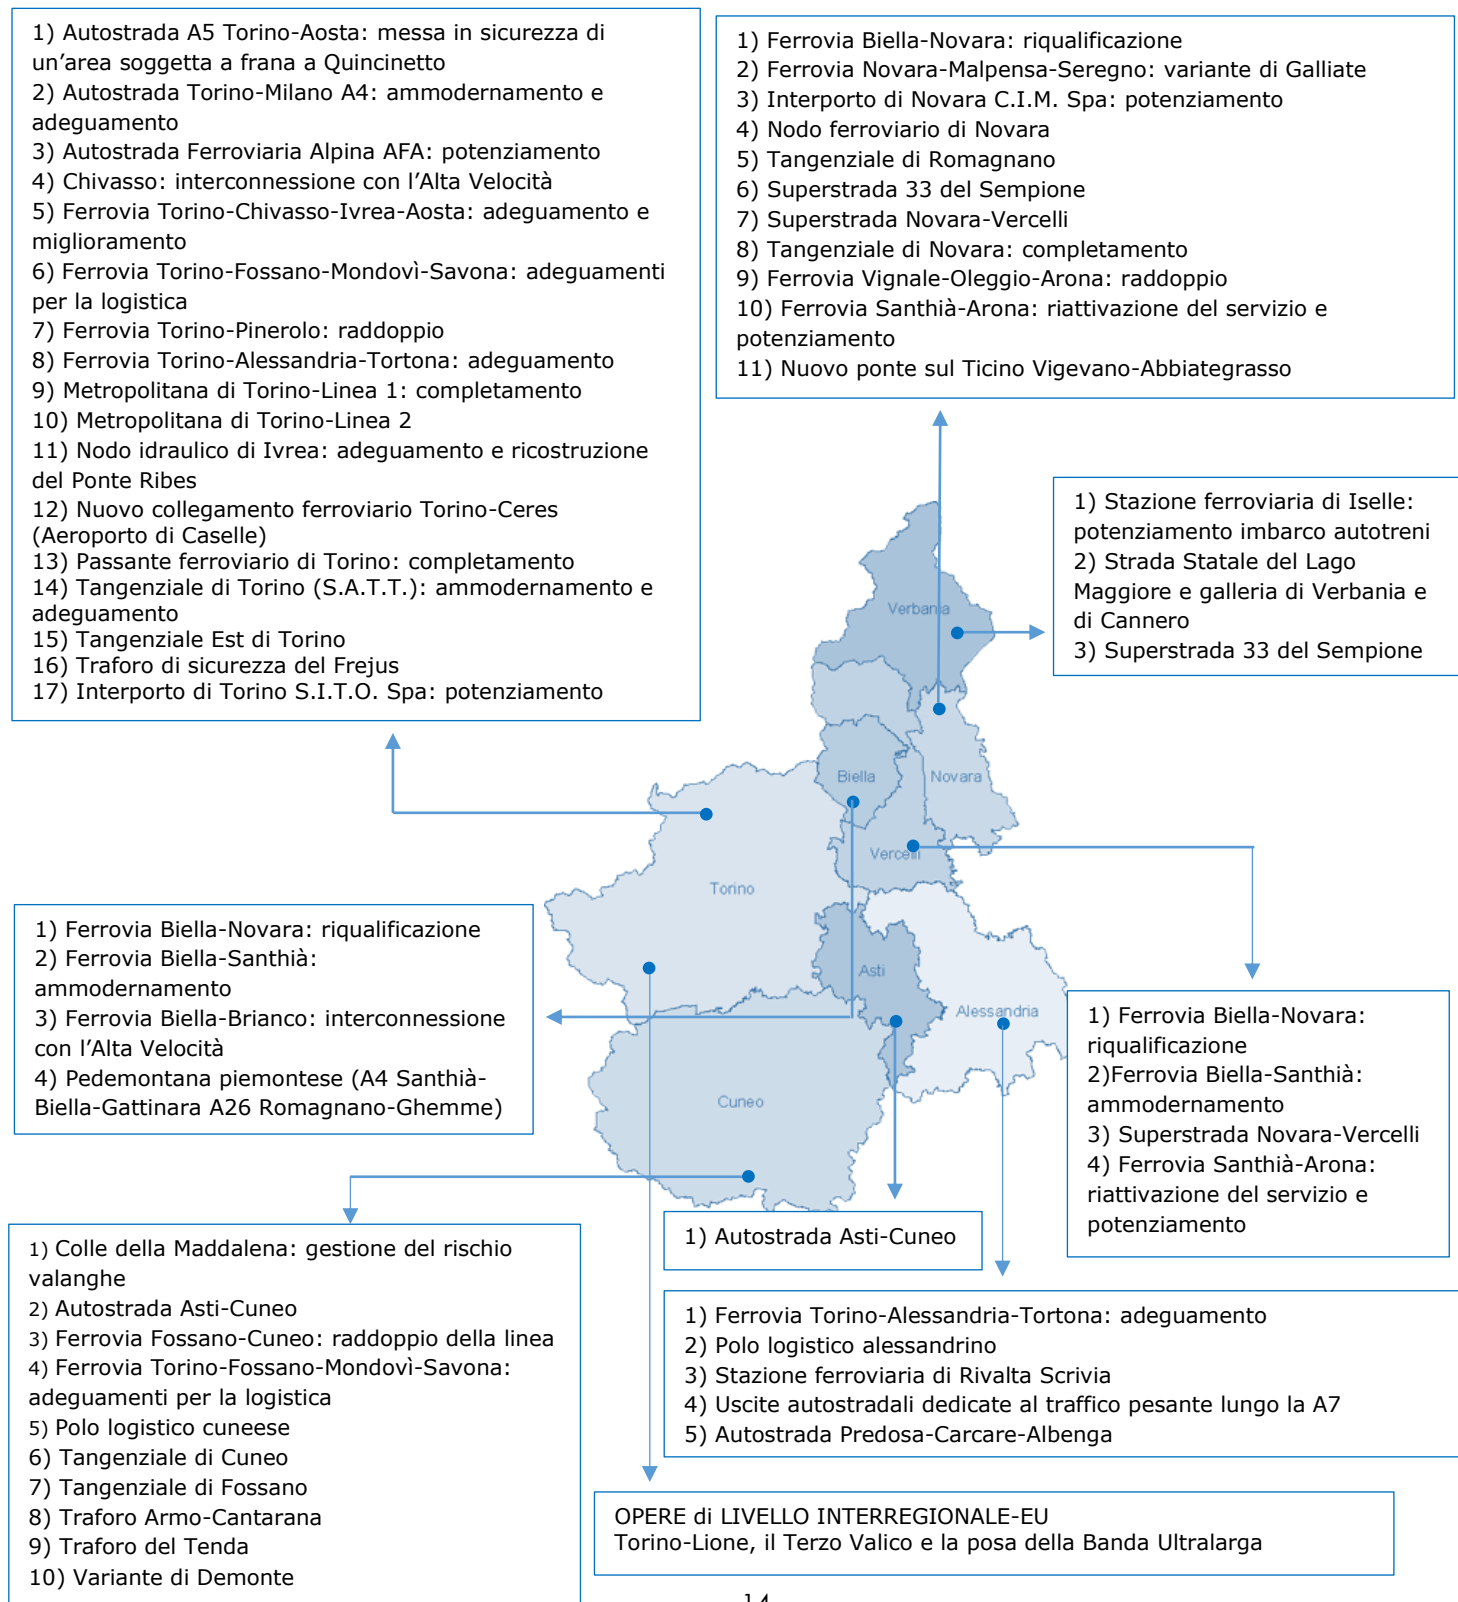 1) Autostrada A5 Torino-Aosta: messa in sicurezza di
un’area soggetta a frana a Quincinetto
2) Autostrada Torino-Milano A4: ammodernamento e
adeguamento
3) Autostrada Ferroviaria Alpina AFA: potenziamento
4) Chivasso: interconnessione con l’Alta Velocità
5) Ferrovia Torino-Chivasso-Ivrea-Aosta: adeguamento e
miglioramento
6) Ferrovia Torino-Fossano-Mondovì-Savona: adeguamenti
per la logistica
7) Ferrovia Torino-Pinerolo: raddoppio
8) Ferrovia Torino-Alessandria-Tortona: adeguamento
9) Metropolitana di Torino-Linea 1: completamento
10) Metropolitana di Torino-Linea 2
11) Nodo idraulico di Ivrea: adeguamento e ricostruzione
del Ponte Ribes
12) Nuovo collegamento ferroviario Torino-Ceres
(Aeroporto di Caselle)
13) Passante ferroviario di Torino: completamento
14) Tangenziale di Torino (S.A.T.T.): ammodernamento e
adeguamento
15) Tangenziale Est di Torino
16) Traforo di sicurezza del Frejus
17) Interporto di Torino S.I.T.O. Spa: potenziamento
1) Ferrovia Biella-Novara: riqualificazione
2) Ferrovia Novara-Malpensa-Seregno: variante di Galliate
3) Interporto di Novara C.I.M. Spa: potenziamento
4) Nodo ferroviario di Novara
5) Tangenziale di Romagnano
6) Superstrada 33 del Sempione
7) Superstrada Novara-Vercelli
8) Tangenziale di Novara: completamento
9) Ferrovia Vignale-Oleggio-Arona: raddoppio
10) Ferrovia Santhià-Arona: riattivazione del servizio e
potenziamento
11) Nuovo ponte sul Ticino Vigevano-Abbiategrasso
1) Stazione ferroviaria di Iselle:
potenziamento imbarco autotreni
2) Strada Statale del Lago
Maggiore e galleria di Verbania e
di Cannero
3) Superstrada 33 del Sempione
Verbania
Biella
Novara
Vercelli
Torino
Asti
Alessandria
Cuneo
1) Ferrovia Biella-Novara: riqualificazione
2) Ferrovia Biella-Santhià:
ammodernamento
3) Ferrovia Biella-Brianco: interconnessione
con l’Alta Velocità
4) Pedemontana piemontese (A4 Santhià-
Biella-Gattinara A26 Romagnano-Ghemme)
1) Ferrovia Biella-Novara:
riqualificazione
2)Ferrovia Biella-Santhià:
ammodernamento
3) Superstrada Novara-Vercelli
4) Ferrovia Santhià-Arona:
riattivazione del servizio e
potenziamento
1) Colle della Maddalena: gestione del rischio
valanghe
2) Autostrada Asti-Cuneo
3) Ferrovia Fossano-Cuneo: raddoppio della linea
4) Ferrovia Torino-Fossano-Mondovì-Savona:
adeguamenti per la logistica
5) Polo logistico cuneese
6) Tangenziale di Cuneo
7) Tangenziale di Fossano
8) Traforo Armo-Cantarana
9) Traforo del Tenda
10) Variante di Demonte
1) Autostrada Asti-Cuneo
1) Ferrovia Torino-Alessandria-Tortona: adeguamento
2) Polo logistico alessandrino
3) Stazione ferroviaria di Rivalta Scrivia
4) Uscite autostradali dedicate al traffico pesante lungo la A7
5) Autostrada Predosa-Carcare-Albenga
OPERE di LIVELLO INTERREGIONALE-EU
Torino-Lione, il Terzo Valico e la posa della Banda Ultralarga
14